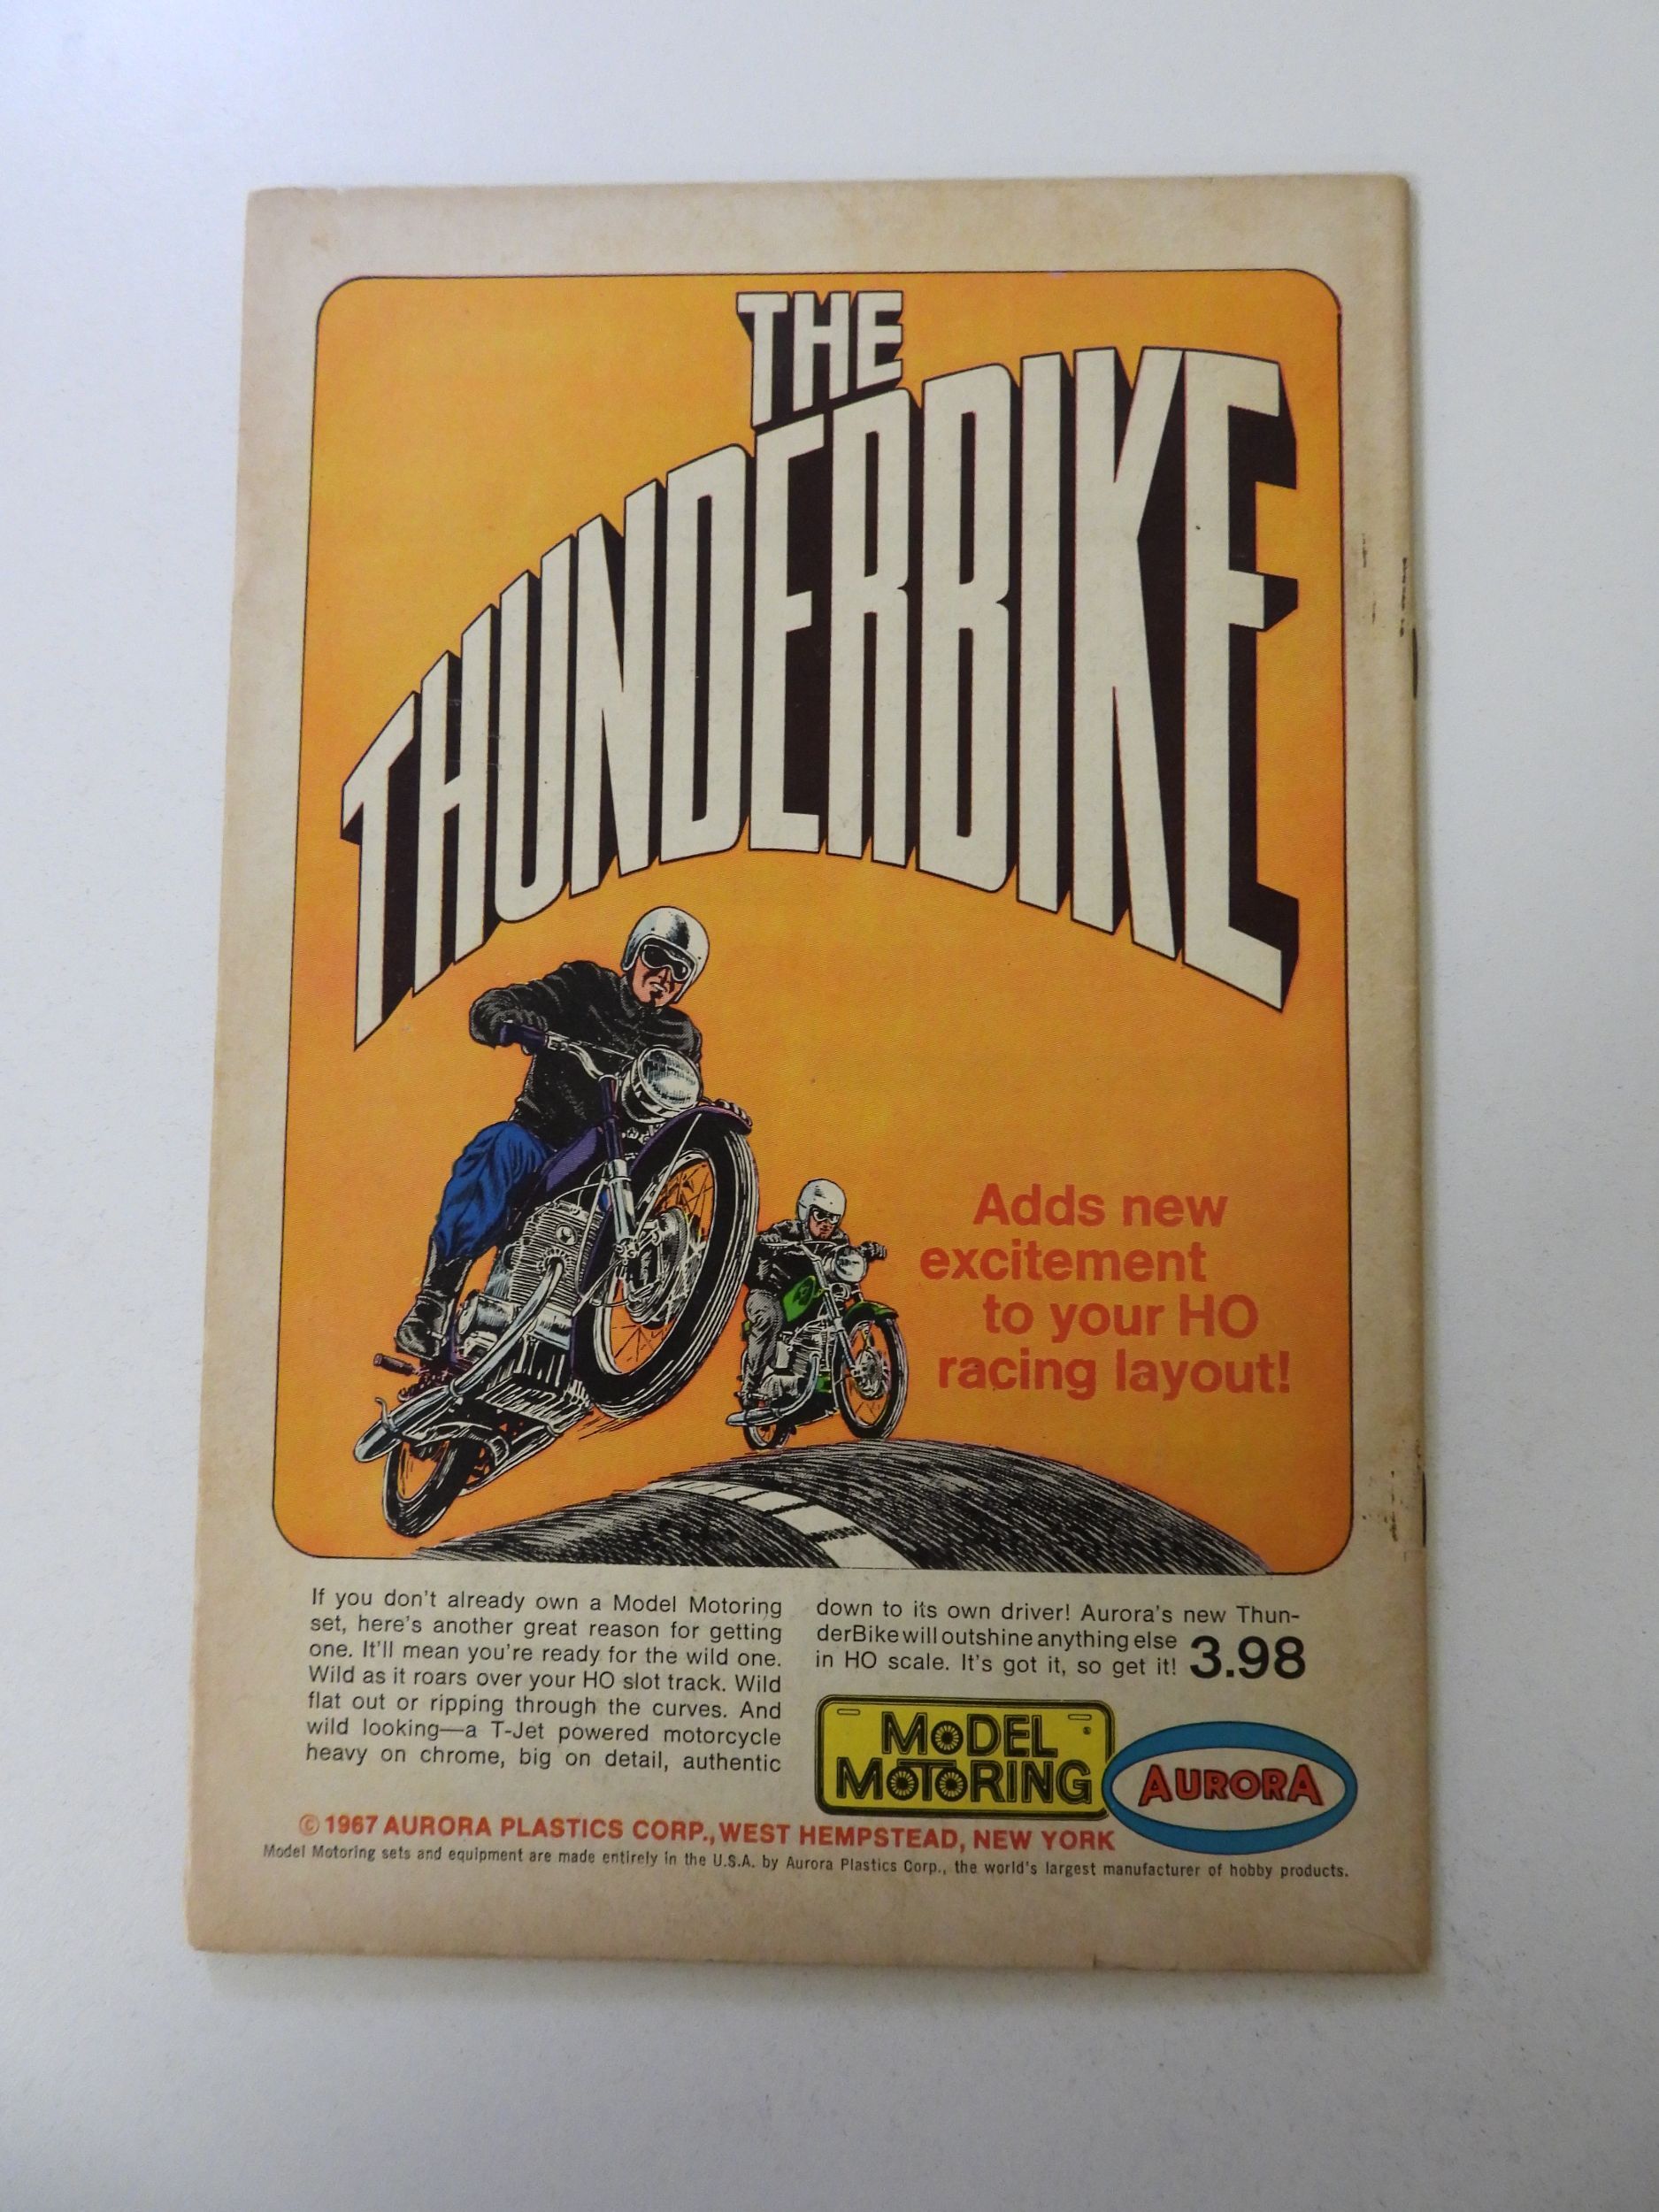 THE
THUNDERBIKE
Adds new
excitement
to your HO
racing layout!
If you don't already own a Model Motoring
set, here's another great reason for getting
one. It'll mean you're ready for the wild one.
Wild as it roars over your HO slot track. Wild
flat out or ripping through the curves. And
wild looking—a T-Jet powered motorcycle
heavy on chrome, big on detail, authentic
down to its own driver! Aurora's new Thun-
derBike will outshine anything else
in HO scale. It's got it, so get it! 3.98
MODEL
MOTORING
AURORA
©1967 AURORA PLASTICS CORP., WEST HEMPSTEAD, NEW YORK
Model Motoring sets and equipment are made entirely in the U.S.A. by Aurora Plastics Corp., the world's largest manufacturer of hobby products.